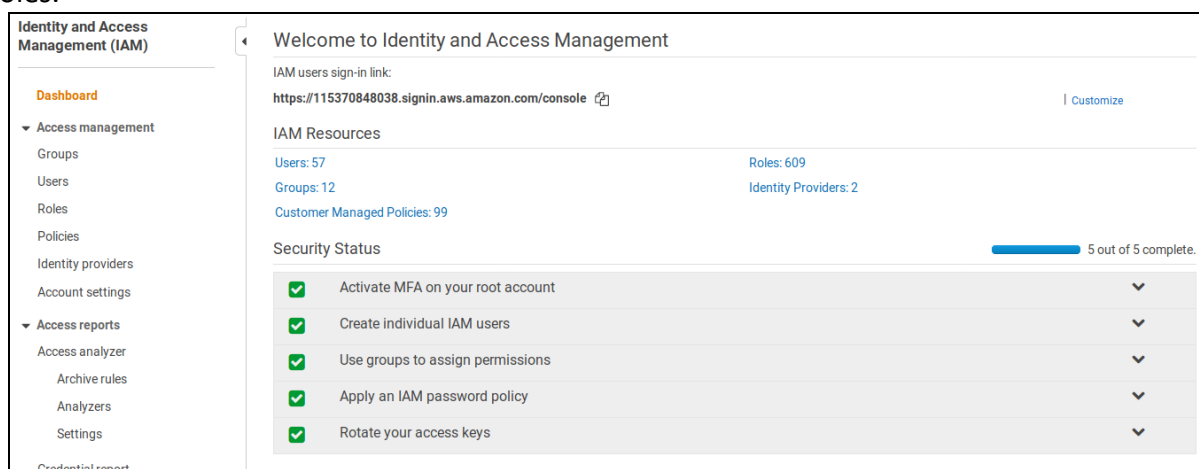 Identity and Access
Management (IAM)
Dashboard
Access management
Groups
Users
Roles
Policies
Identity providers
Account settings
Access reports
Access analyzer
Archive rules
Analyzers
Settings
Credential report
Welcome to Identity and Access Management
IAM users sign-in link:
https://115370848038.signin.aws.amazon.com/console
| Customize
IAM Resources
Users: 57
Roles: 609
Groups: 12
Identity Providers: 2
Customer Managed Policies: 99
Security Status
5 out of 5 complete.
Activate MFA on your root account
Create individual IAM users
Use groups to assign permissions
Apply an IAM password policy
Rotate your access keys